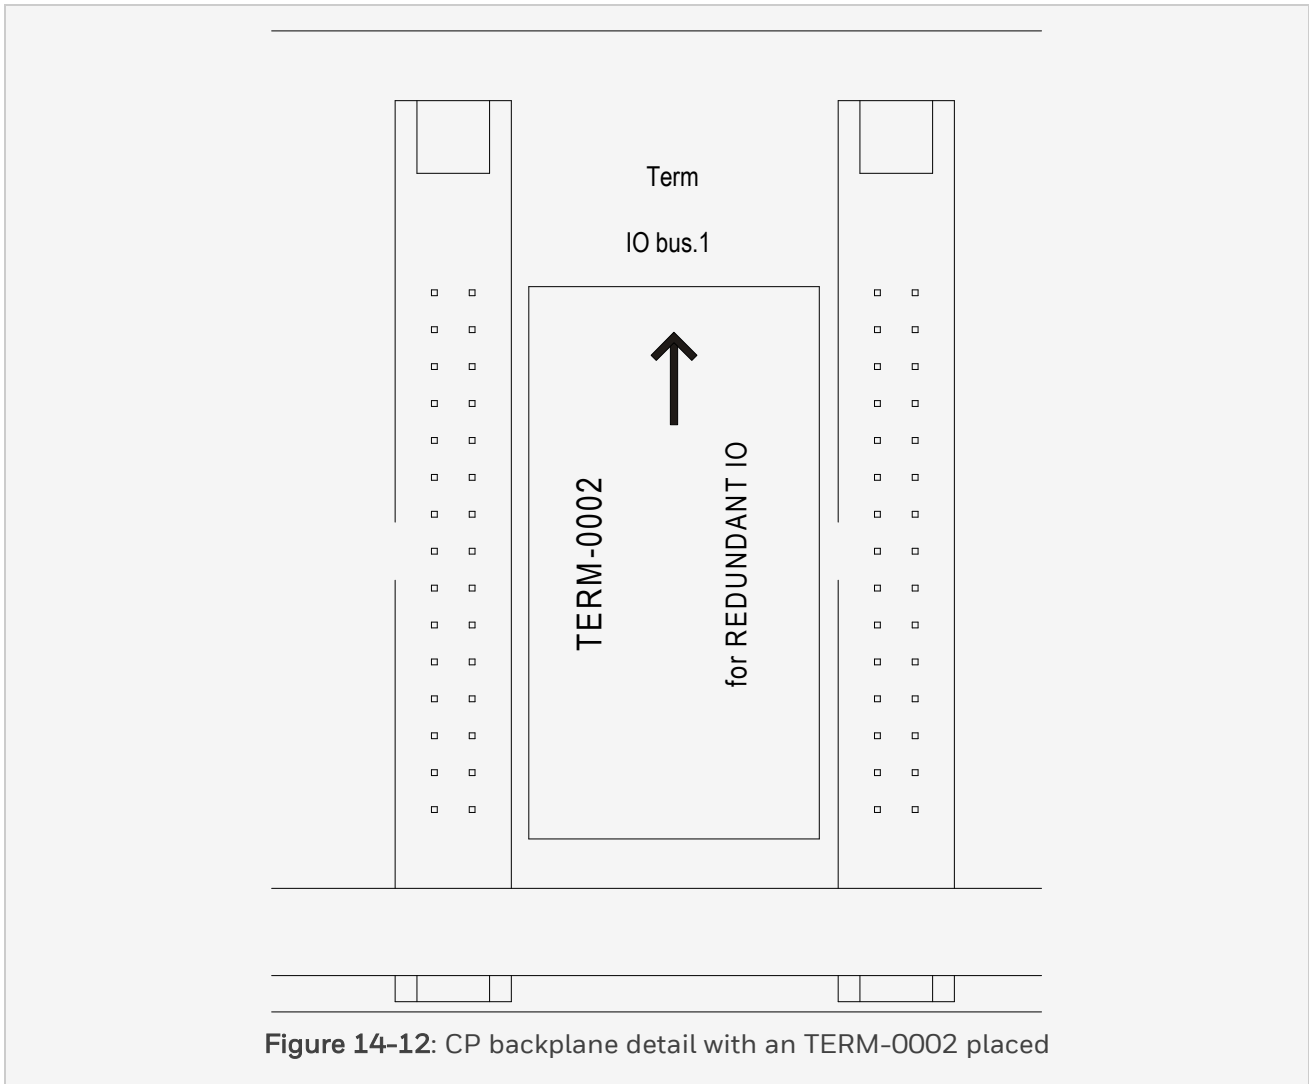 Term
IO bus.1
TERM-0002
for REDUNDANT IO
Figure 14-12: CP backplane detail with an TERM-0002 placed